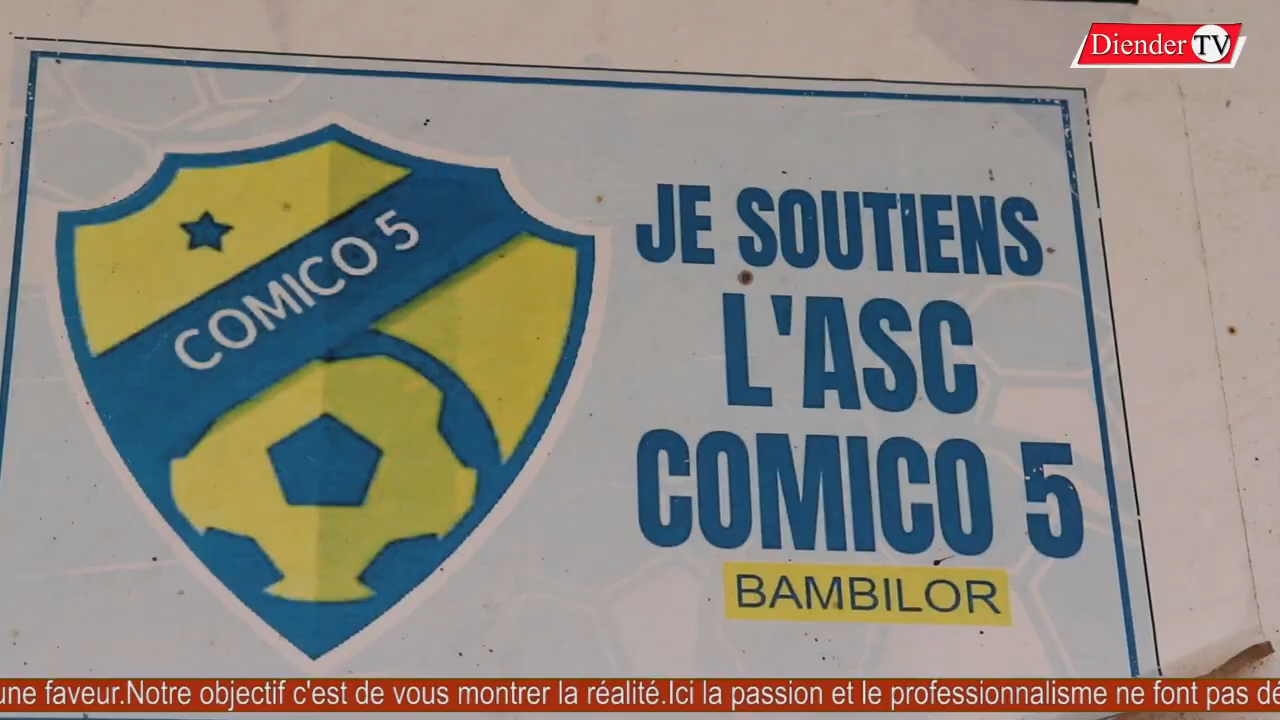 Diender TV
COMICO 5
JE SOUTIENS
L'ASC
COMICO 5
BAMBILOR
une faveur.Notre objectif c'est de vous montrer la réalité.Ici la passion et le professionnalisme ne font pas dé